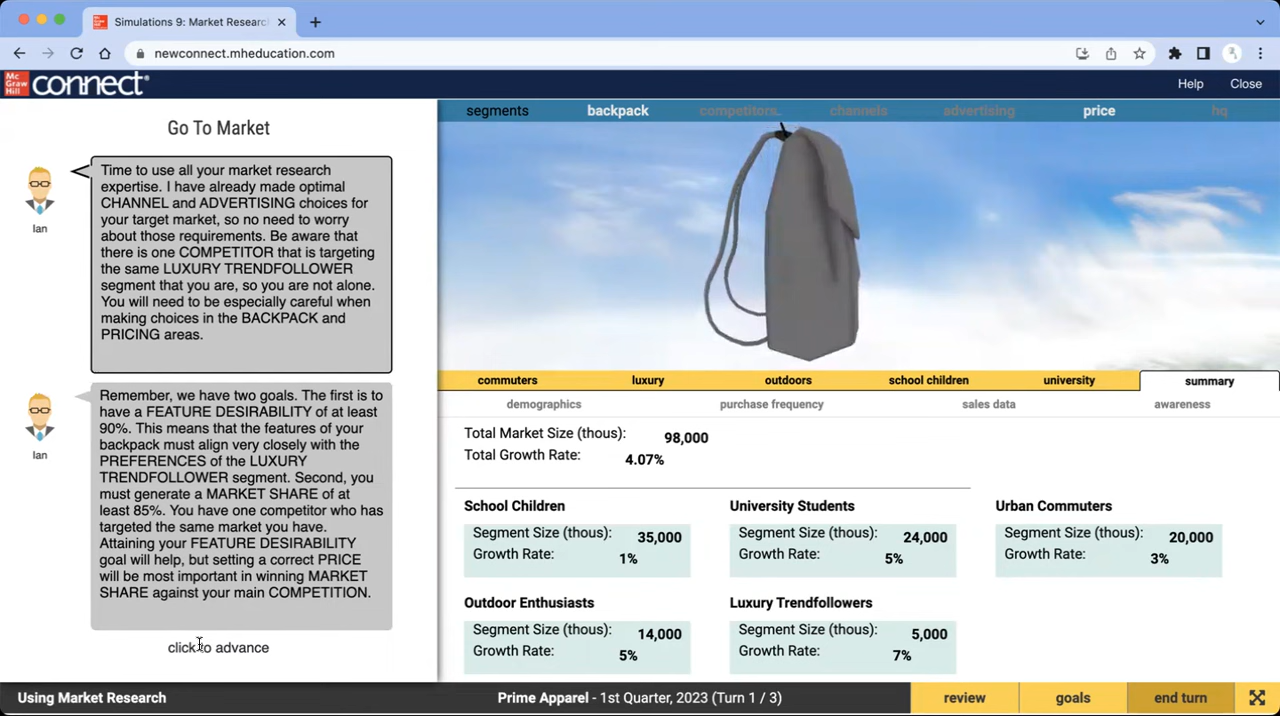 Simulations 9: Market Researc
newconnect.mheducation.com
Mc Graw Hill connect® Help Close
Go To Market
segments backpack competitors. channels advertising price hq
Time to use all your market research
expertise. I have already made optimal
CHANNEL and ADVERTISING choices for
your target market, so no need to worry
about those requirements. Be aware that
there is one COMPETITOR that is targeting
the same LUXURY TRENDFOLLOWER
segment that you are, so you are not alone.
You will need to be especially careful when
making choices in the BACKPACK and
PRICING areas.
Ian
Remember, we have two goals. The first is to
have a FEATURE DESIRABILITY of at least
90%. This means that the features of your
backpack must align very closely with the
PREFERENCES of the LUXURY
TRENDFOLLOWER segment. Second, you
must generate a MARKET SHARE of at
least 85%. You have one competitor who has
targeted the same market you have.
Attaining your FEATURE DESIRABILITY
goal will help, but setting a correct PRICE
will be most important in winning MARKET
SHARE against your main COMPETITION.
Ian
click to advance
commuters luxury outdoors school children university summary
demographics purchase frequency sales data awareness
Total Market Size (thous): 98,000
Total Growth Rate: 4.07%
School Children University Students Urban Commuters
Segment Size (thous): 35,000 Segment Size (thous): 24,000 Segment Size (thous): 20,000
Growth Rate: 1% Growth Rate: 5% Growth Rate: 3%
Outdoor Enthusiasts Luxury Trendfollowers
Segment Size (thous): 14,000 Segment Size (thous): 5,000
Growth Rate: 5% Growth Rate: 7%
Using Market Research Prime Apparel - 1st Quarter, 2023 (Turn 1 / 3) review goals end turn